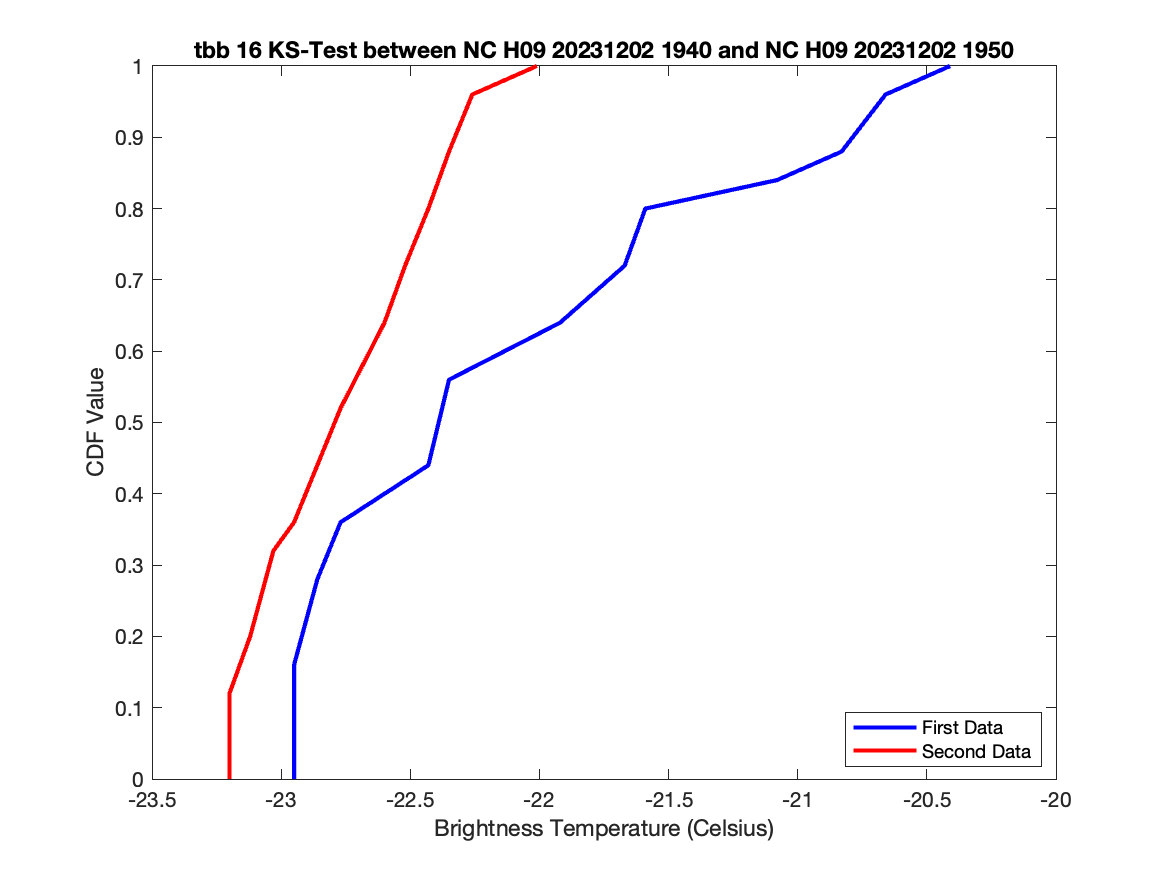 tbb 16 KS-Test between NC H09 20231202 1940 and NC H09 20231202 1950
1
0.9
0.8
0.7
0.6
0.5
0.4
0.3
0.2
0.1
0
CDF Value
First Data
Second Data
-23.5 -23 -22.5 -22 -21.5 -21 -20.5 -20
Brightness Temperature (Celsius)